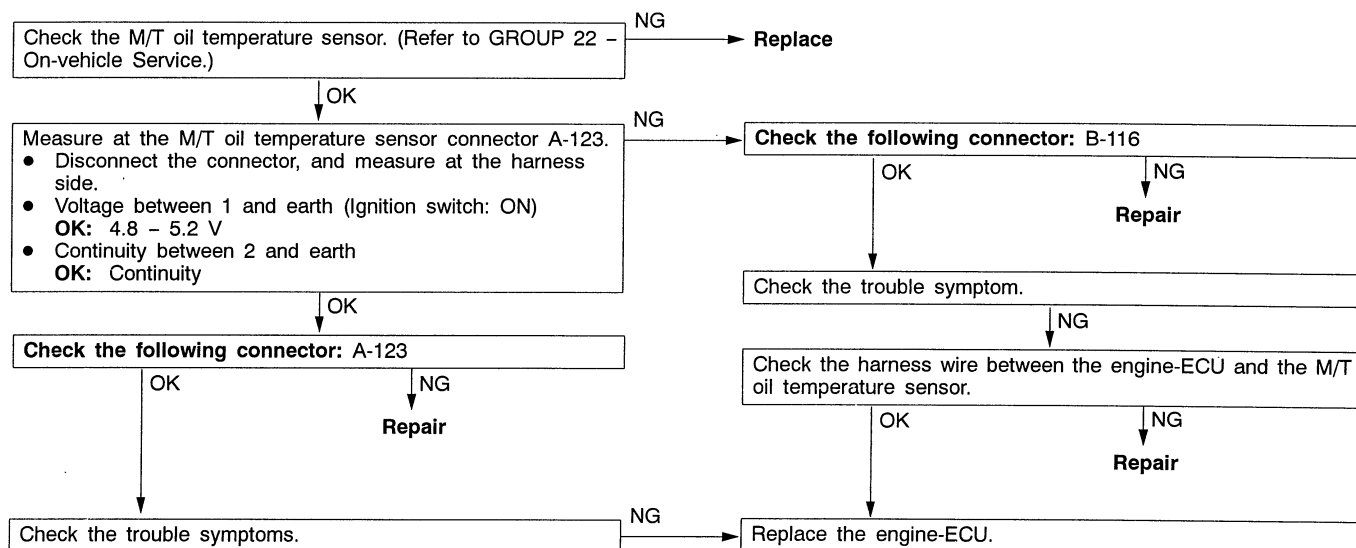 Check the M/T oil temperature sensor. (Refer to GROUP 22 –
On-vehicle Service.)
NG
Replace
OK
Measure at the M/T oil temperature sensor connector A-123.
● Disconnect the connector, and measure at the harness
side.
● Voltage between 1 and earth (Ignition switch: ON)
OK: 4.8 – 5.2 V
● Continuity between 2 and earth
OK: Continuity
NG
Check the following connector: B-116
OK
NG
Repair
Check the trouble symptom.
NG
Check the harness wire between the engine-ECU and the M/T
oil temperature sensor.
OK
NG
Repair
OK
Check the following connector: A-123
OK
NG
Repair
Check the trouble symptoms.
NG
Replace the engine-ECU.